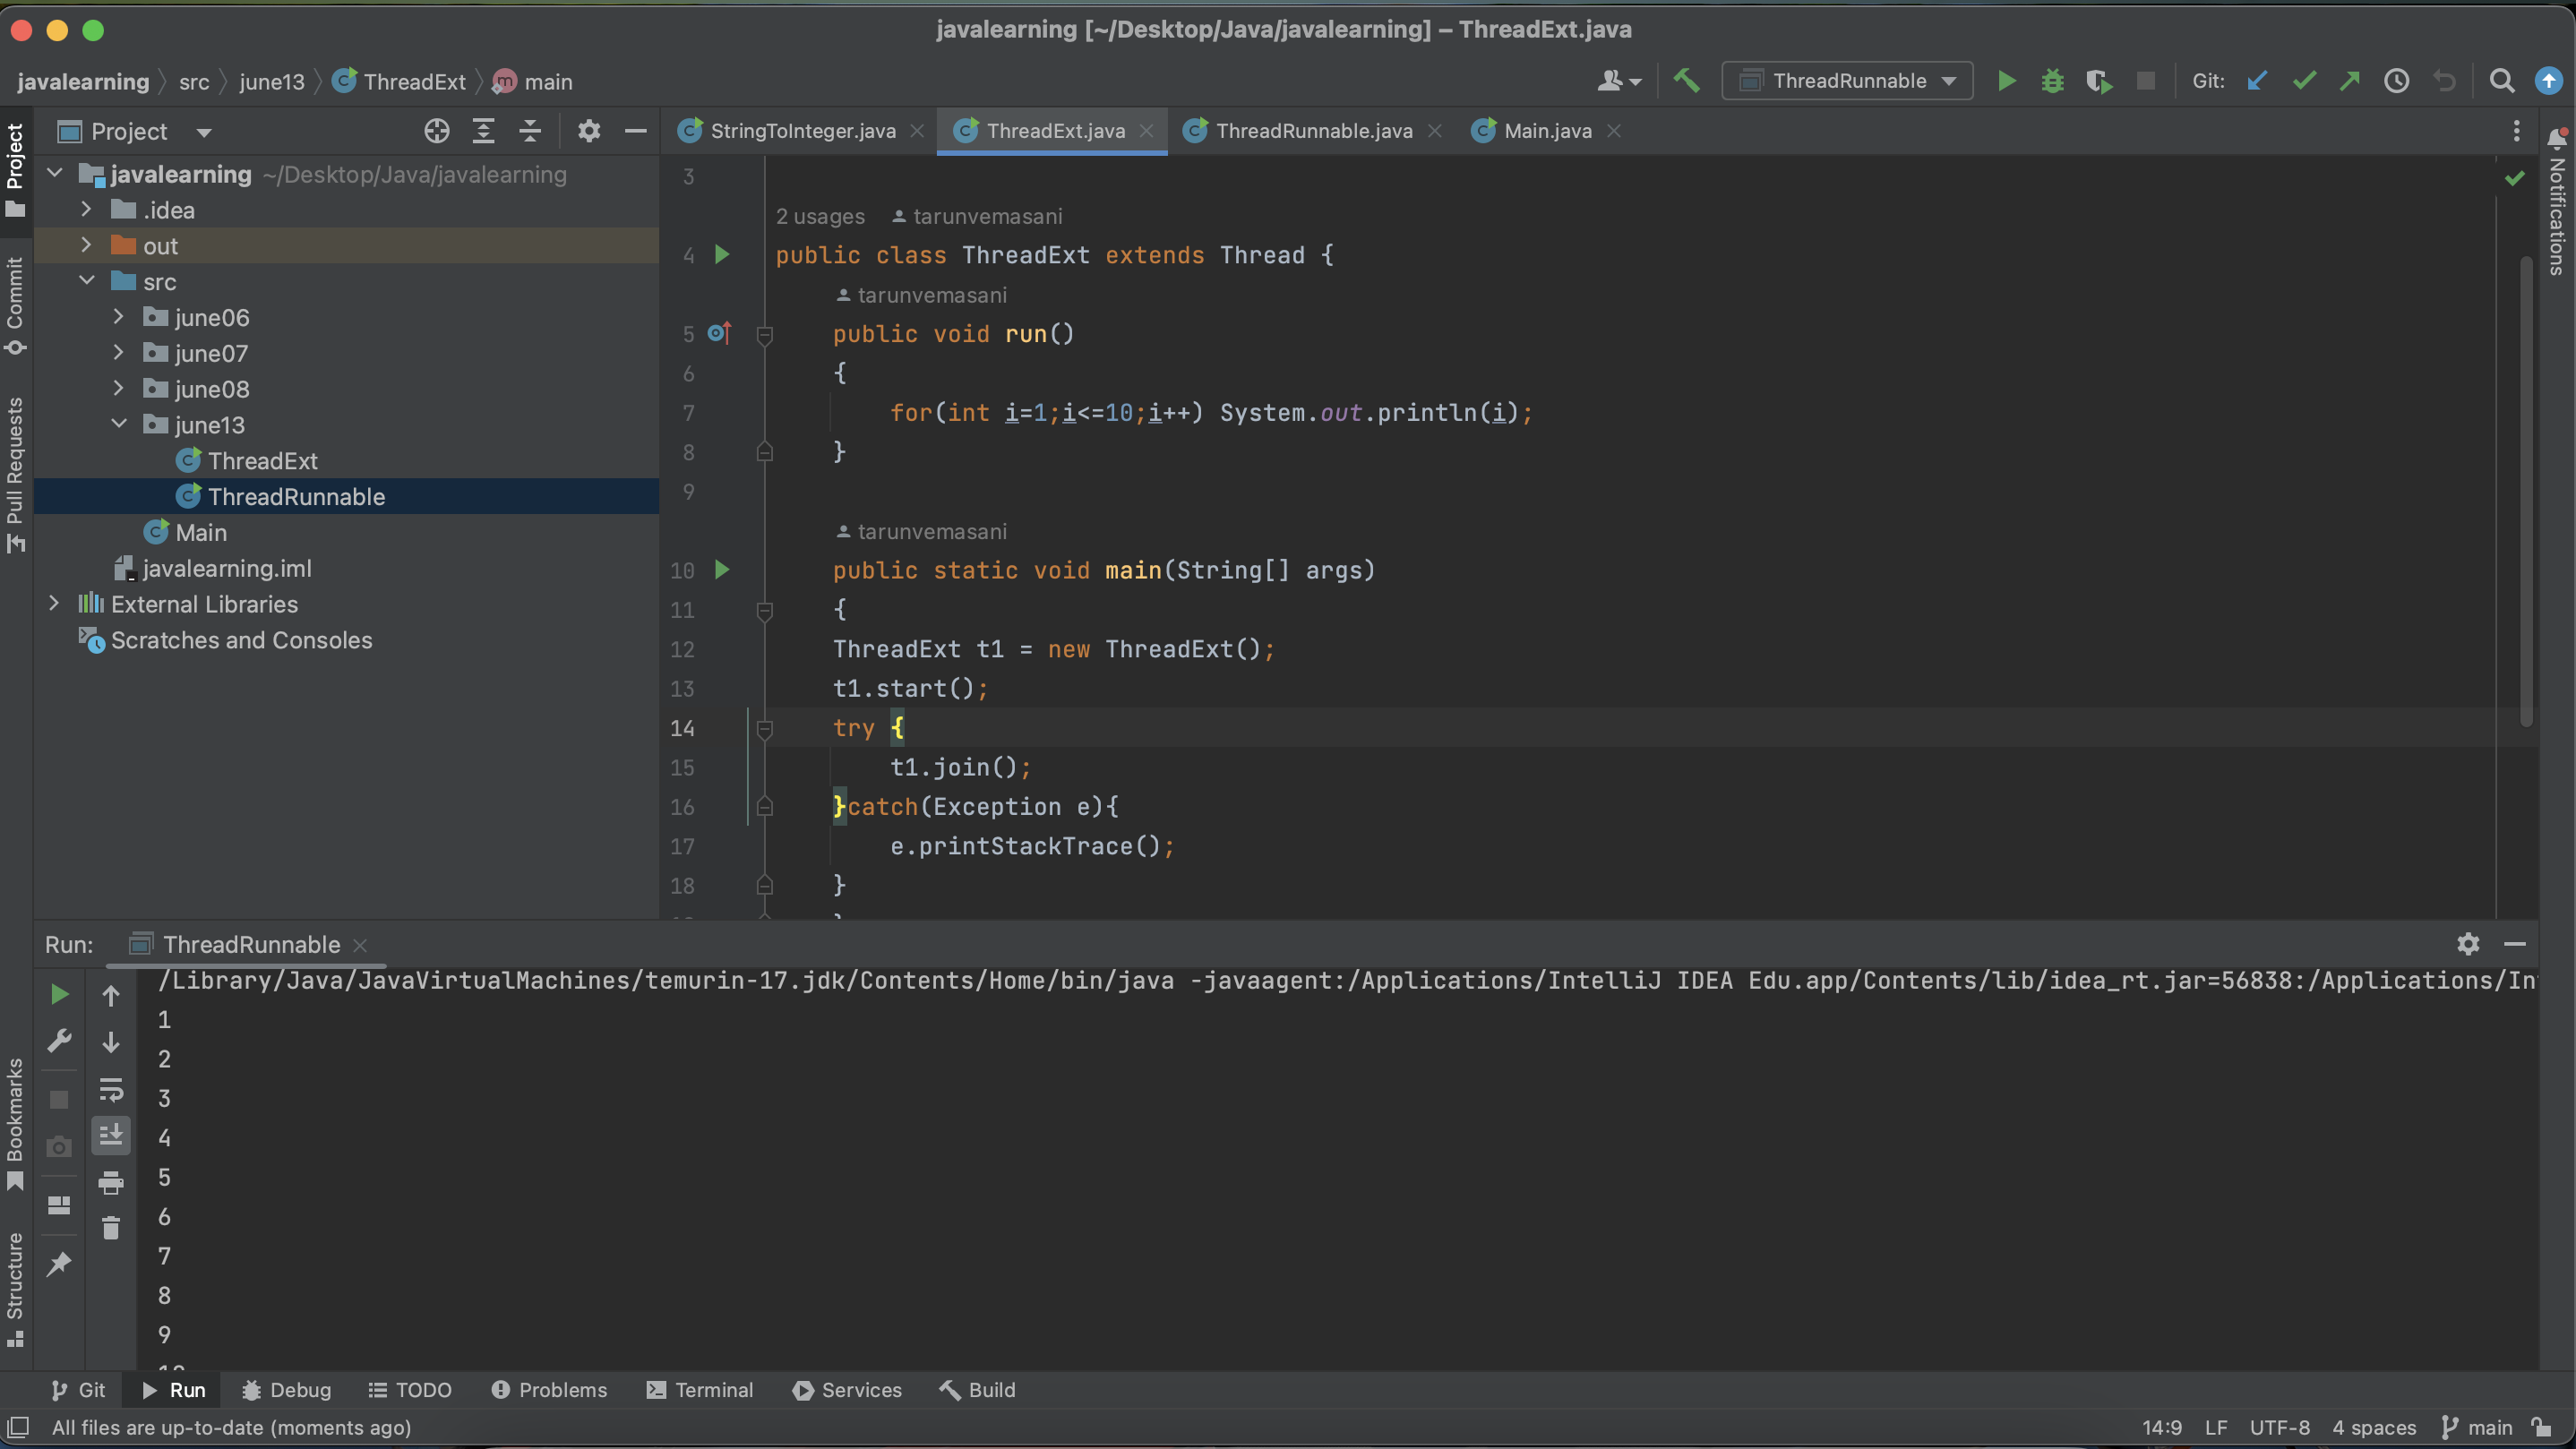 javalearning [~/Desktop/Java/javalearning] – ThreadExt.java
javalearning src june13 ThreadExt main
ThreadRunnable Git:
Project
StringToInteger.java ThreadExt.java ThreadRunnable.java Main.java
Project
Commit
Pull Requests
Bookmarks
Structure
Notifications
javalearning ~/Desktop/Java/javalearning
.idea
out
src
june06
june07
june08
june13
ThreadExt
ThreadRunnable
Main
javalearning.iml
External Libraries
Scratches and Consoles
3
2 usages tarunvemasani
4 public class ThreadExt extends Thread {
tarunvemasani
5 public void run()
6 {
7 for(int i=1;i<=10;i++) System.out.println(i);
8 }
9
tarunvemasani
10 public static void main(String[] args)
11 {
12 ThreadExt t1 = new ThreadExt();
13 t1.start();
14 try {
15 t1.join();
16 }catch(Exception e){
17 e.printStackTrace();
18 }
Run: ThreadRunnable
/Library/Java/JavaVirtualMachines/temurin-17.jdk/Contents/Home/bin/java -javaagent:/Applications/IntelliJ IDEA Edu.app/Contents/lib/idea_rt.jar=56838:/Applications/In
1
2
3
4
5
6
7
8
9
Git Run Debug TODO Problems Terminal Services Build
All files are up-to-date (moments ago)
14:9 LF UTF-8 4 spaces main